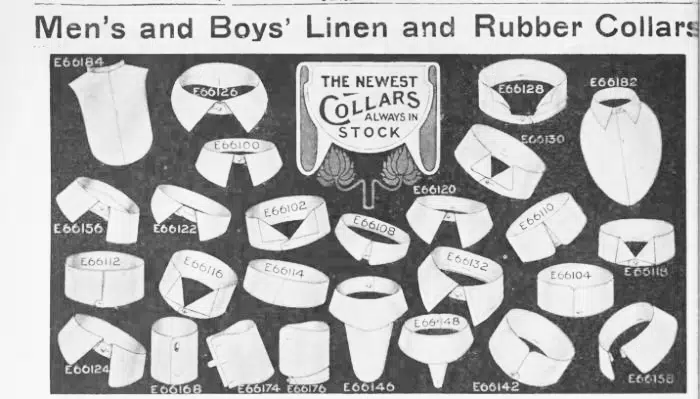 Men's and Boys' Linen and Rubber Collars
E66184
E66126
THE NEWEST
COLLARS
ALWAYS IN
STOCK
E66128
E66182
E66100
E66130
E66120
E66156
E66122
E66102
E66108
E66110
E66118
E66112
E66116
E66114
E66132
E66104
E66124
E66168
E66174
E66176
E66146
E66148
E66142
E66158